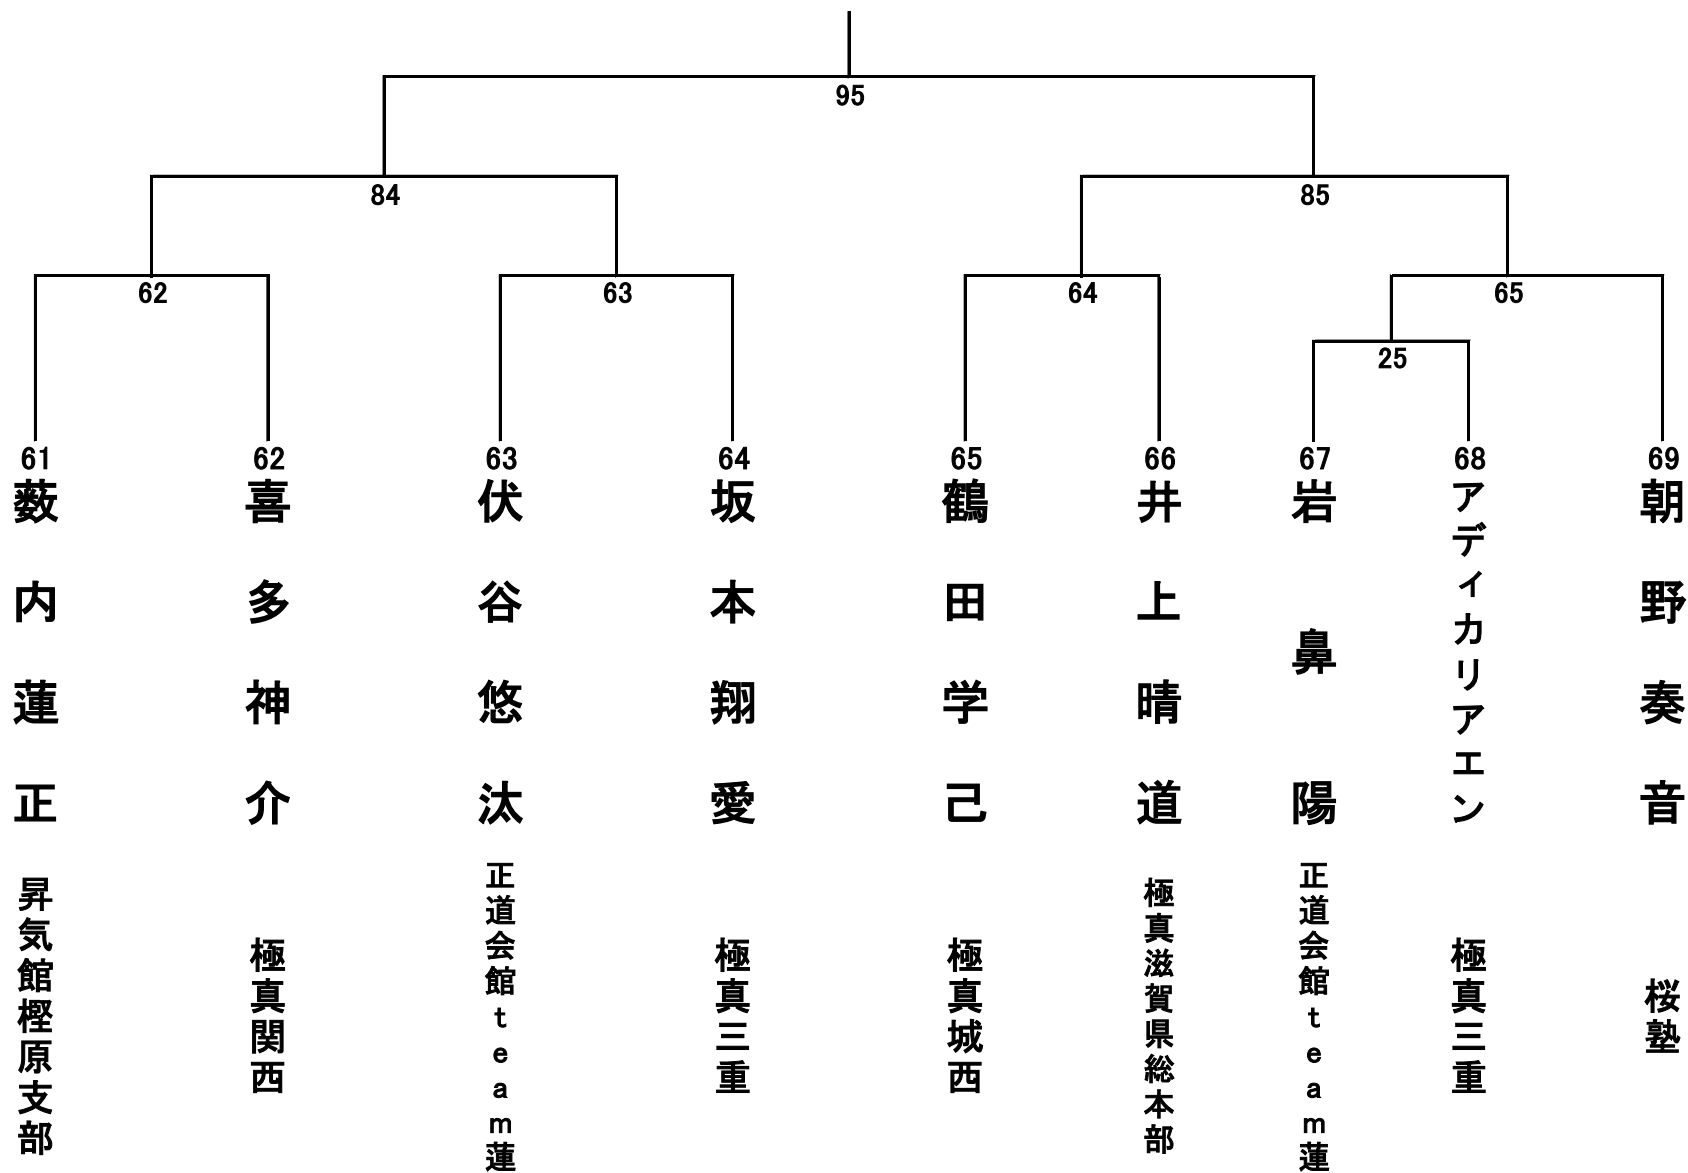 95
84
85
62
63
64
65
25
61
薮内蓮正
昇気館樫原支部
62
喜多神介
極真関西
63
伏谷悠汰
正道会館team蓮
64
坂本翔愛
極真三重
65
鶴田学己
極真城西
66
井上晴道
極真滋賀県総本部
67
岩鼻陽
正道会館team蓮
68
アディカリアエン
極真三重
69
朝野奏音
桜塾